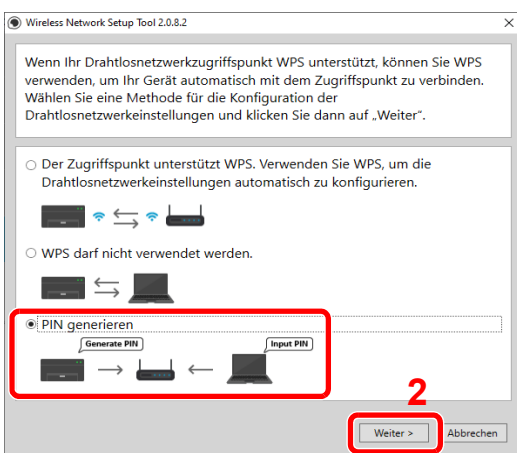 Wireless Network Setup Tool 2.0.8.2
Wenn Ihr Drahtlosnetzwerkzugriffspunkt WPS unterstützt, können Sie WPS
verwenden, um Ihr Gerät automatisch mit dem Zugriffspunkt zu verbinden.
Wählen Sie eine Methode für die Konfiguration der
Drahtlosnetzwerkeinstellungen und klicken Sie dann auf „Weiter“.
Der Zugriffspunkt unterstützt WPS. Verwenden Sie WPS, um die
Drahtlosnetzwerkeinstellungen automatisch zu konfigurieren.
WPS darf nicht verwendet werden.
PIN generieren
Generate PIN
Input PIN
2
Weiter >
Abbrechen